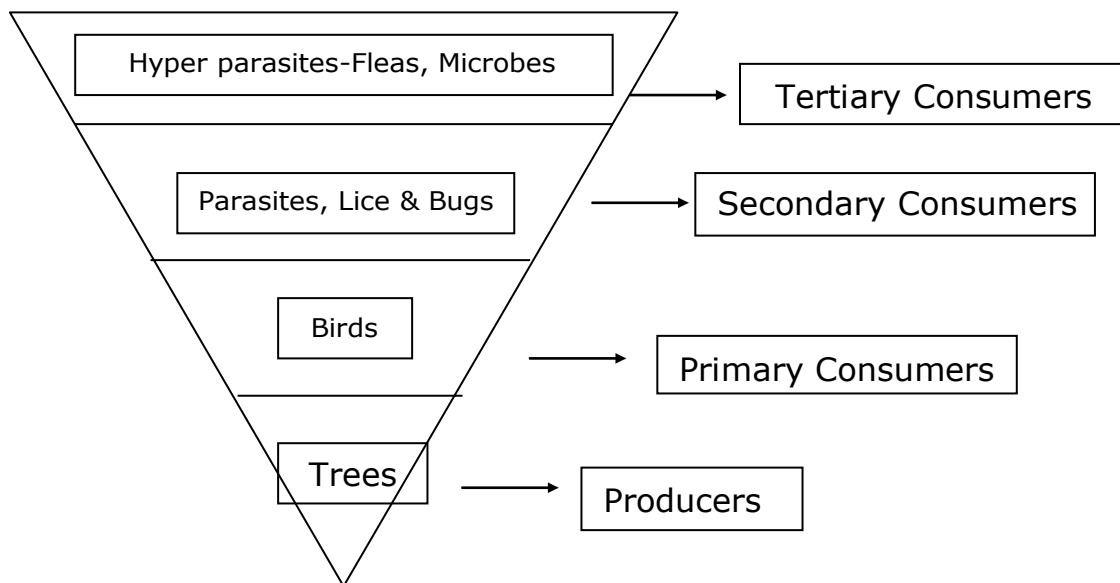 Hyper parasites-Fleas, Microbes
Tertiary Consumers
Parasites, Lice & Bugs
Secondary Consumers
Birds
Primary Consumers
Trees
Producers